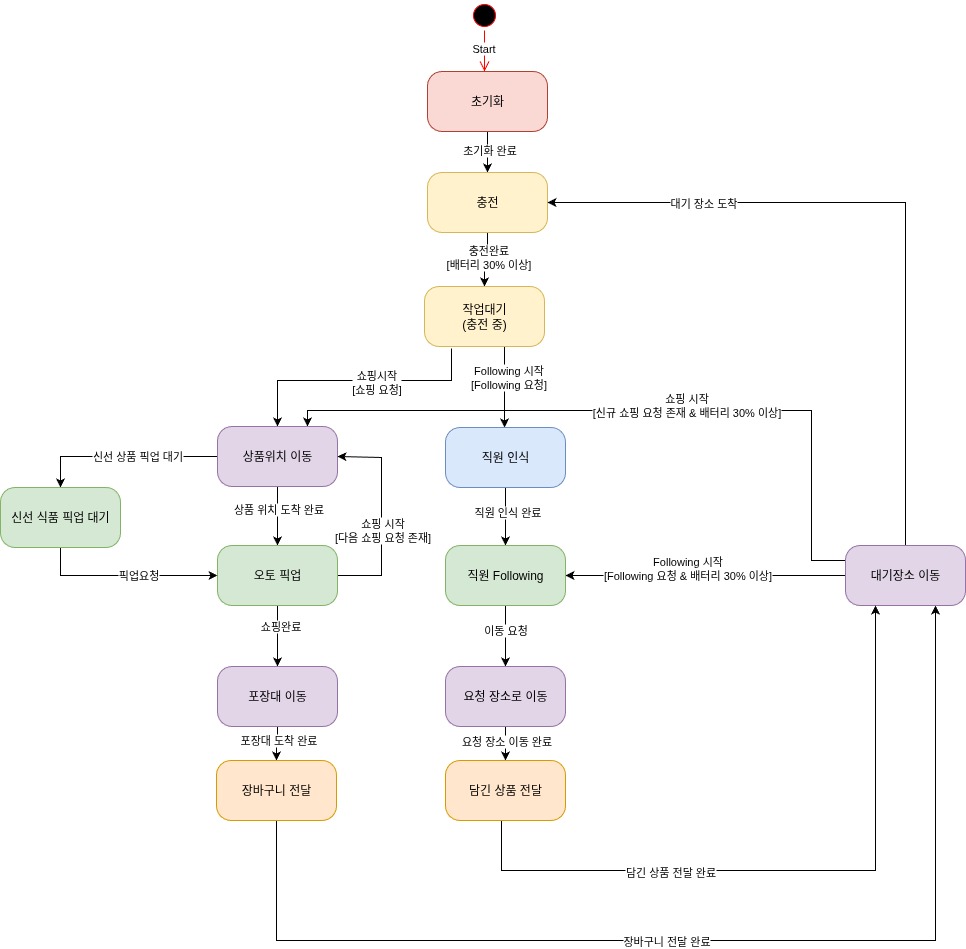 Start
초기화
초기화 완료
충전
대기 장소 도착
충전완료
[배터리 30% 이상]
작업대기
(충전 중)
쇼핑시작
[쇼핑 요청]
Following 시작
[Following 요청]
쇼핑 시작
[신규 쇼핑 요청 존재 & 배터리 30% 이상]
신선 상품 픽업 대기
상품위치 이동
직원 인식
신선 식품 픽업 대기
상품 위치 도착 완료
쇼핑 시작
[다음 쇼핑 요청 존재]
직원 인식 완료
픽업요청
오토 픽업
직원 Following
Following 시작
[Following 요청 & 배터리 30% 이상]
대기장소 이동
쇼핑완료
이동 요청
포장대 이동
요청 장소로 이동
포장대 도착 완료
요청 장소 이동 완료
장바구니 전달
담긴 상품 전달
담긴 상품 전달 완료
장바구니 전달 완료